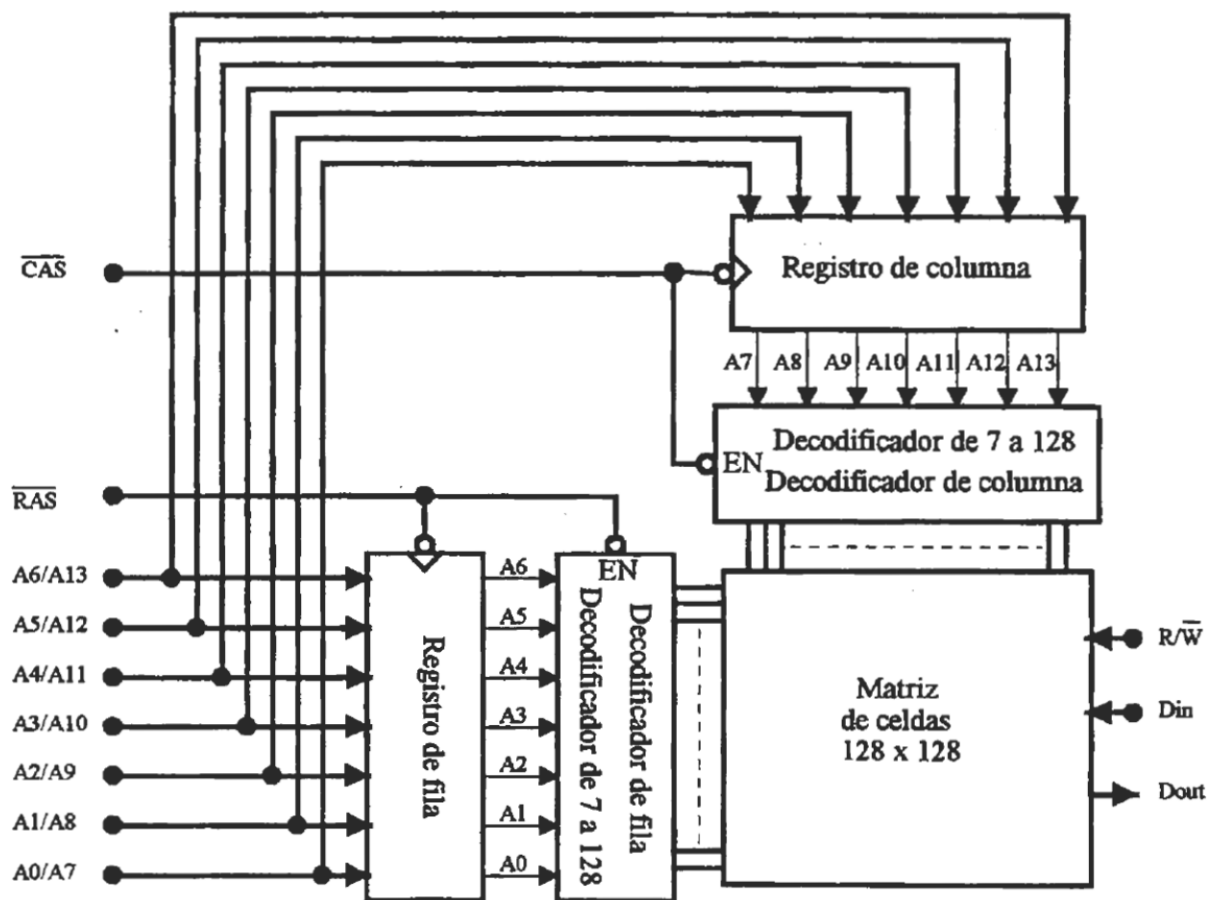 CAS
Registro de columna
A7
A8
A9
A10
A11
A12
A13
EN
Decodificador de 7 a 128
Decodificador de columna
RAS
A6/A13
A5/A12
A4/A11
A3/A10
A2/A9
A1/A8
A0/A7
Registro de fila
A6
A5
A4
A3
A2
A1
A0
EN
Decodificador de fila
Decodificador de 7 a 128
Matriz
de celdas
128 x 128
R/W
Din
Dout